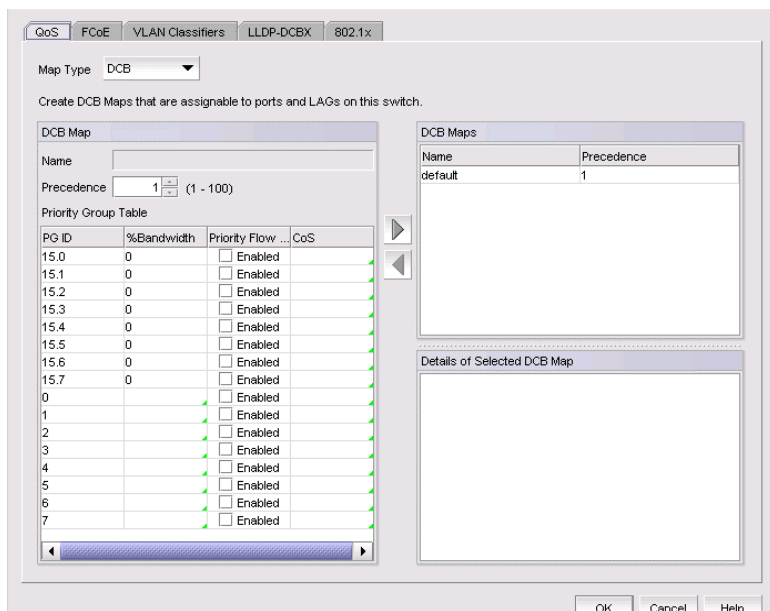 QoS FCoE VLAN Classifiers LLDP-DCBX 802.1x
Map Type DCB
Create DCB Maps that are assignable to ports and LAGs on this switch.
DCB Map
Name
Precedence 1 (1 - 100)
Priority Group Table
PG ID %Bandwidth Priority Flow ... CoS
15.0 0 Enabled
15.1 0 Enabled
15.2 0 Enabled
15.3 0 Enabled
15.4 0 Enabled
15.5 0 Enabled
15.6 0 Enabled
15.7 0 Enabled
0 Enabled
1 Enabled
2 Enabled
3 Enabled
4 Enabled
5 Enabled
6 Enabled
7 Enabled
DCB Maps
Name Precedence
default 1
Details of Selected DCB Map
OK Cancel Help